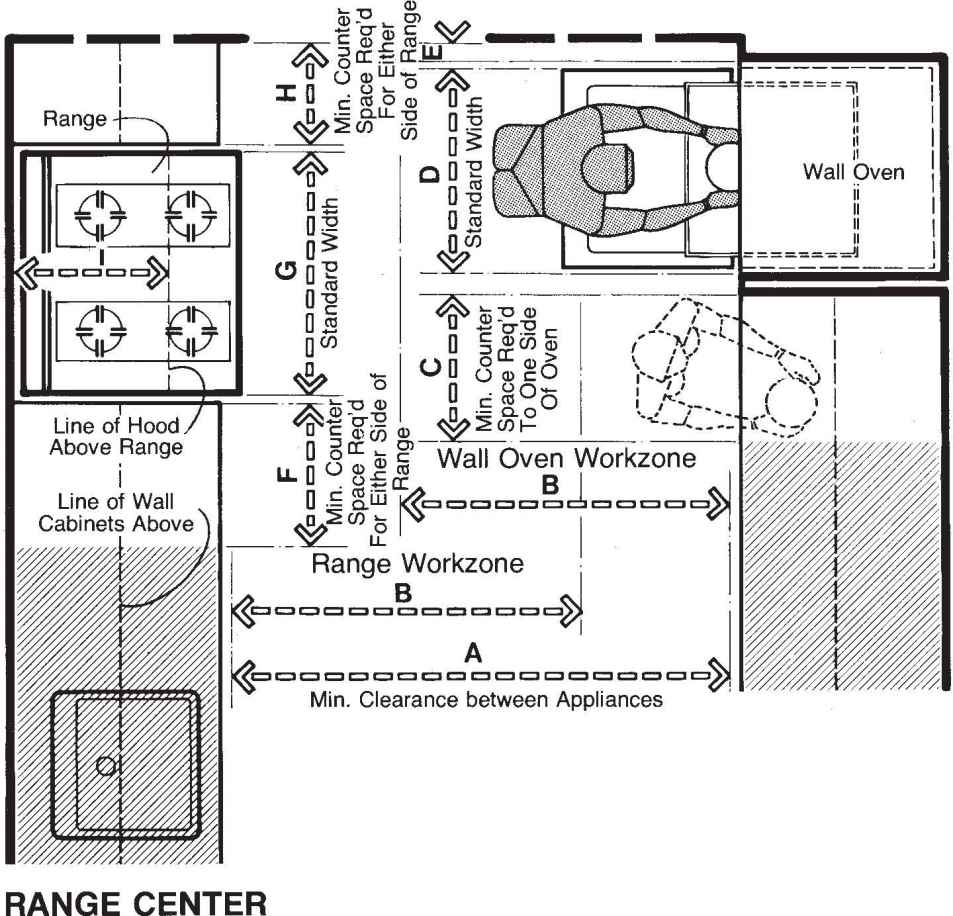 H
Min. Counter
Space Req'd
For Either
Side of Range
E
Range
D
Standard Width
Wall Oven
I
G
Standard Width
C
Min. Counter
Space Req'd
To One Side
Of Oven
Line of Hood
Above Range
F
Min. Counter
Space Req'd
For Either Side of
Range
Wall Oven Workzone
B
Line of Wall
Cabinets Above
Range Workzone
B
A
Min. Clearance between Appliances
RANGE CENTER